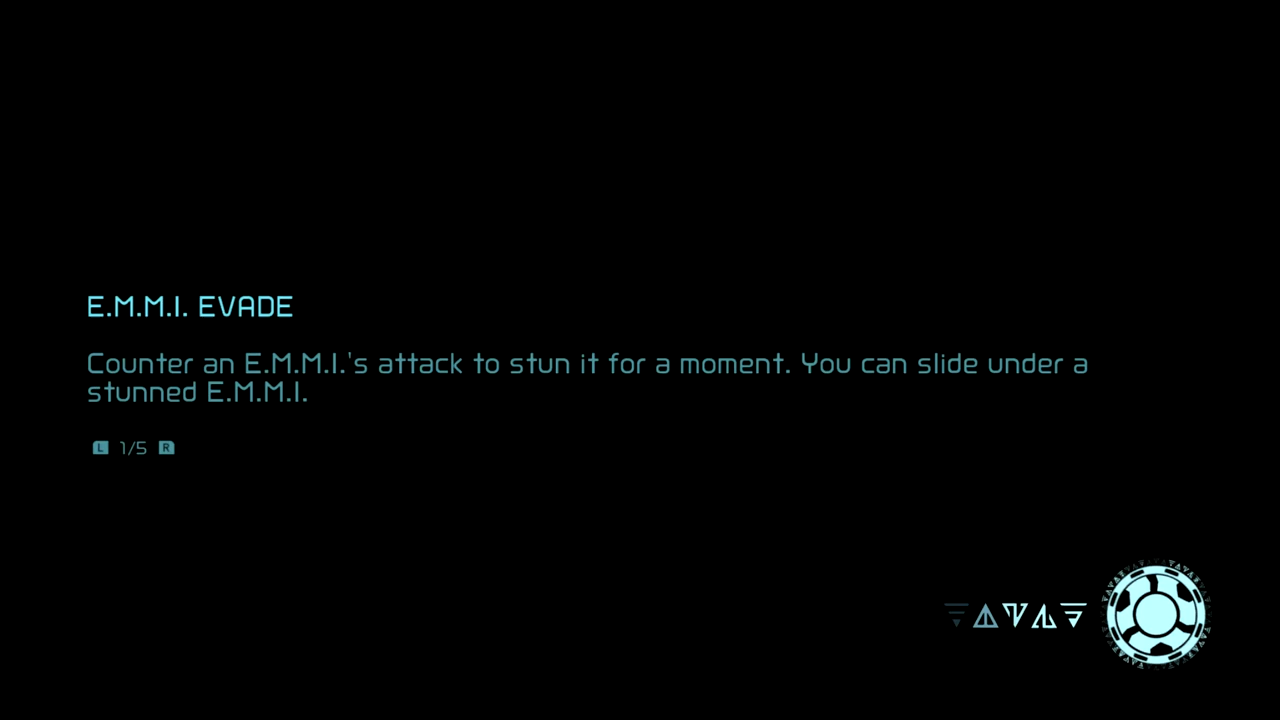 E.M.M.I. EVADE
Counter an E.M.M.I.'s attack to stun it for a moment. You can slide under a
stunned E.M.M.I.
L 1/5 R